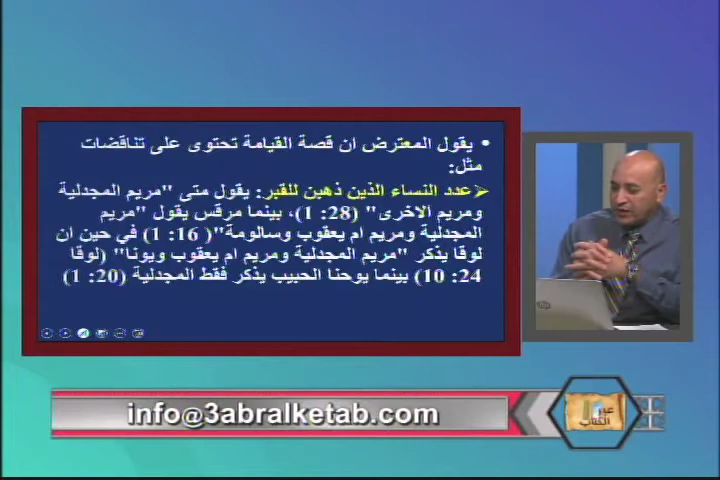 • يقول المعترض ان قصة القيامة تحتوى على تناقضات
مثل:
➢عدد النساء الذين ذهبن للقبر: يقول متى "مريم المجدلية
ومريم الاخرى" (28: 1)، بينما مرقس يقول "مريم
المجدلية ومريم ام يعقوب وسالومة"( 16: 1) في حين ان
لوقا يذكر "مريم المجدلية ومريم ام يعقوب ويونا" (لوقا
24: 10) بينما يوحنا الحبيب يذكر فقط المجدلية (20: 1)
info@3abralketab.com
عبر
الكتاب